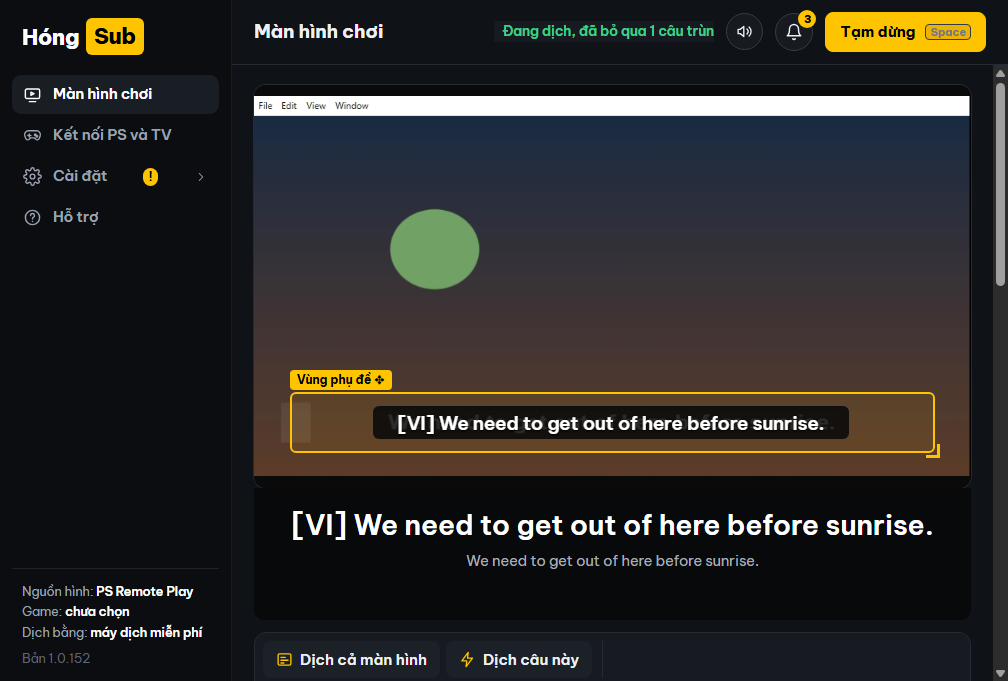 Hóng Sub
Màn hình chơi
Kết nối PS và TV
Cài đặt !
Hỗ trợ
Nguồn hình: PS Remote Play
Game: chưa chọn
Dịch bằng: máy dịch miễn phí
Bản 1.0.152
Màn hình chơi
Đang dịch, đã bỏ qua 1 câu trùn
3
Tạm dừng Space
File Edit View Window
Vùng phụ đề
[VI] We need to get out of here before sunrise.
[VI] We need to get out of here before sunrise.
We need to get out of here before sunrise.
Dịch cả màn hình
Dịch câu này